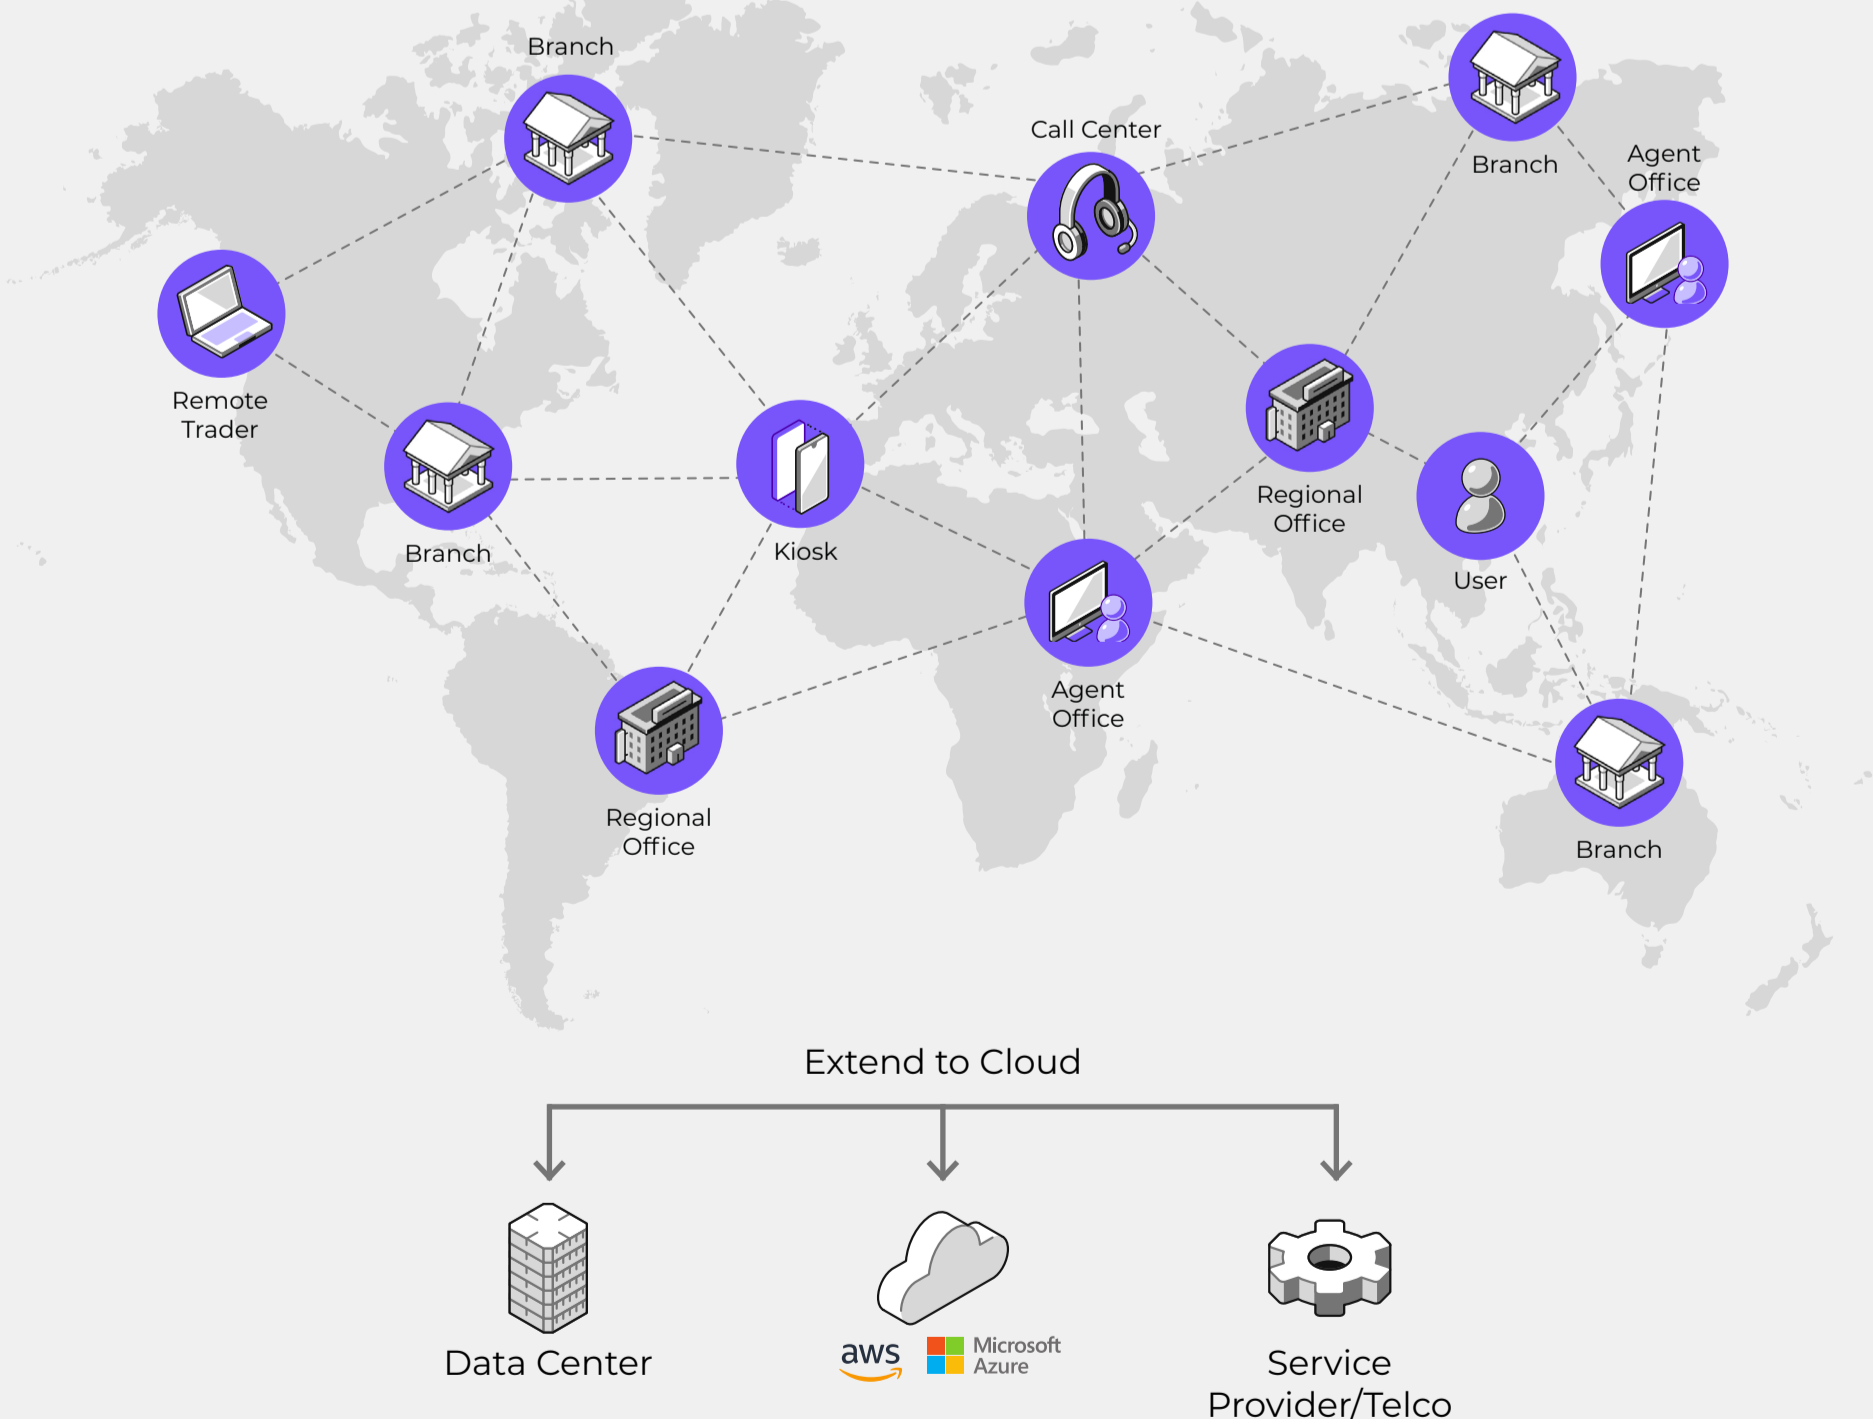 Branch
Call Center
Branch
Agent
Office
Remote
Trader
Branch
Kiosk
Regional
Office
User
Agent
Office
Regional
Office
Branch
Extend to Cloud
Data Center
aws
Microsoft
Azure
Service
Provider/Telco